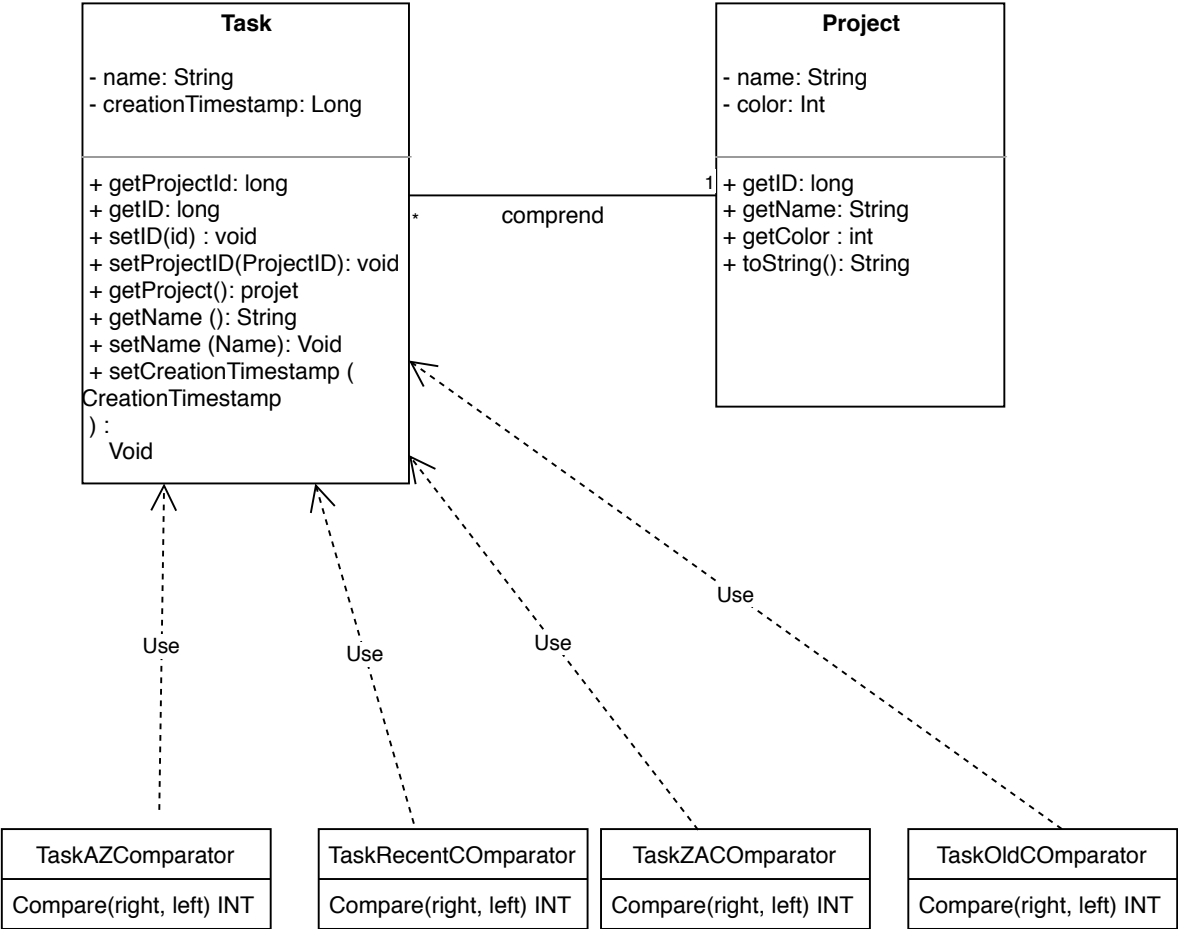 Task
- name: String
- creationTimestamp: Long
+ getProjectId: long
+ getID: long
+ setID(id) : void
+ setProjectID(ProjectID): void
+ getProject(): projet
+ getName (): String
+ setName (Name): Void
+ setCreationTimestamp (
CreationTimestamp
) :
Void
*
comprend
1
Project
- name: String
- color: Int
+ getID: long
+ getName: String
+ getColor : int
+ toString(): String
Use
Use
Use
Use
TaskAZComparator
Compare(right, left) INT
TaskRecentCOmparator
Compare(right, left) INT
TaskZACOmparator
Compare(right, left) INT
TaskOldCOmparator
Compare(right, left) INT